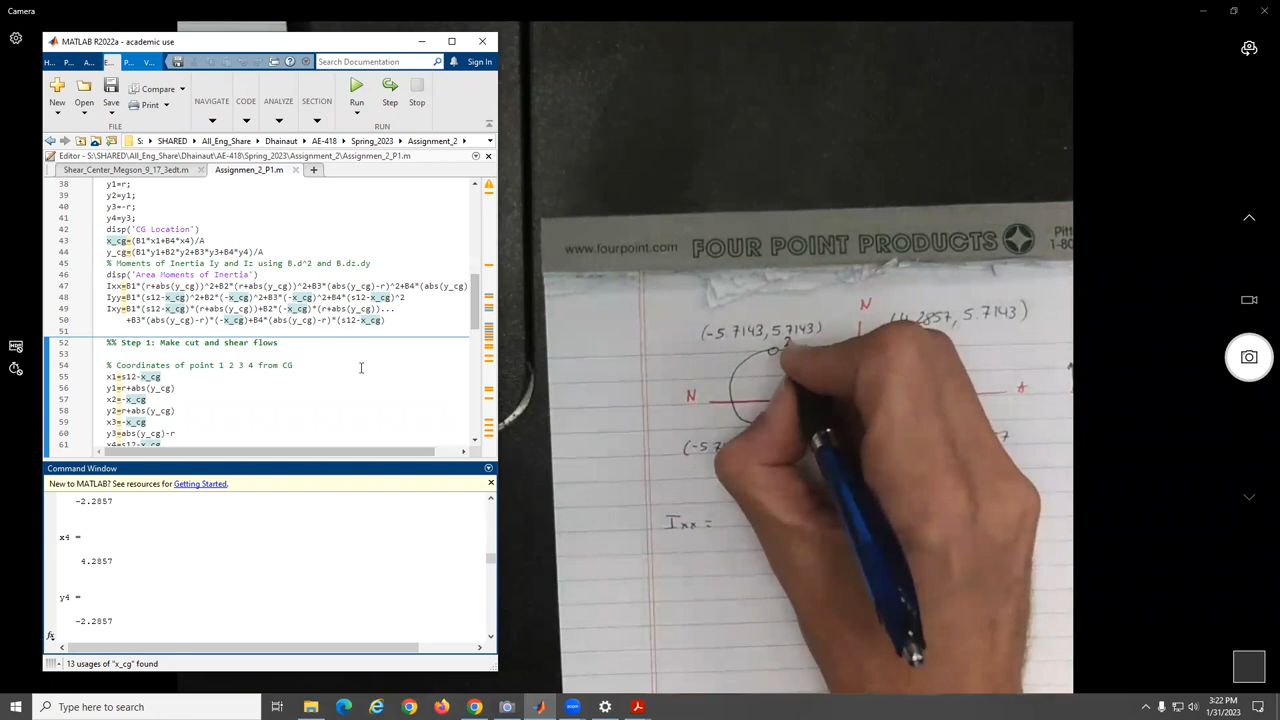 Camera
MATLAB R2022a - academic use
H... P... A... E... P... V...
Search Documentation
Sign In
New
Open
Save
Compare
Print
NAVIGATE
CODE
ANALYZE
SECTION
Run
Step
Stop
FILE
RUN
S: SHARED All_Eng_Share Dhainaut AE-418 Spring_2023 Assignment_2
Editor - S:\SHARED\All_Eng_Share\Dhainaut\AE-418\Spring_2023\Assignment_2\Assignmen_2_P1.m
Shear_Center_Megson_9_17_3edt.m
Assignmen_2_P1.m
38 y1=r;
39 y2=y1;
40 y3=-r;
41 y4=y3;
42 disp('CG Location')
43 x_cg=(B1*x1+B4*x4)/A
44 y_cg=(B1*y1+B2*y2+B3*y3+B4*y4)/A
45 % Moments of Inertia Iy and Iz using B.d^2 and B.dz.dy
46 disp('Area Moments of Inertia')
47 Ixx=B1*(r+abs(y_cg))^2+B2*(r+abs(y_cg))^2+B3*(abs(y_cg)-r)^2+B4*(abs(y_cg)
48 Iyy=B1*(s12-x_cg)^2+B2*(-x_cg)^2+B3*(-x_cg)^2+B4*(s12-x_cg)^2
49 Ixy=B1*(s12-x_cg)*(r+abs(y_cg))+B2*(-x_cg)*(r+abs(y_cg))...
50 +B3*(abs(y_cg)-r)*(-x_cg)+B4*(abs(y_cg)-r)*(s12-x_cg)
51
52 %% Step 1: Make cut and shear flows
53
54 % Coordinates of point 1 2 3 4 from CG
55 x1=s12-x_cg
56 y1=r+abs(y_cg)
57 x2=-x_cg
58 y2=r+abs(y_cg)
59 x3=-x_cg
60 y3=abs(y_cg)-r
61 x4=s12-x_cg
Command Window
New to MATLAB? See resources for Getting Started.
-2.2857
x4 =
4.2857
y4 =
-2.2857
fx
13 usages of "x_cg" found
www.fourpoint.com FOUR POINT PRODUCTS
1-80
N
(-5.7143, 5.7143)
(4.2857, 5.7143)
2
N
A
(-5.7
7
Ixx =
Type here to search
3:22 PM
1/31/2023